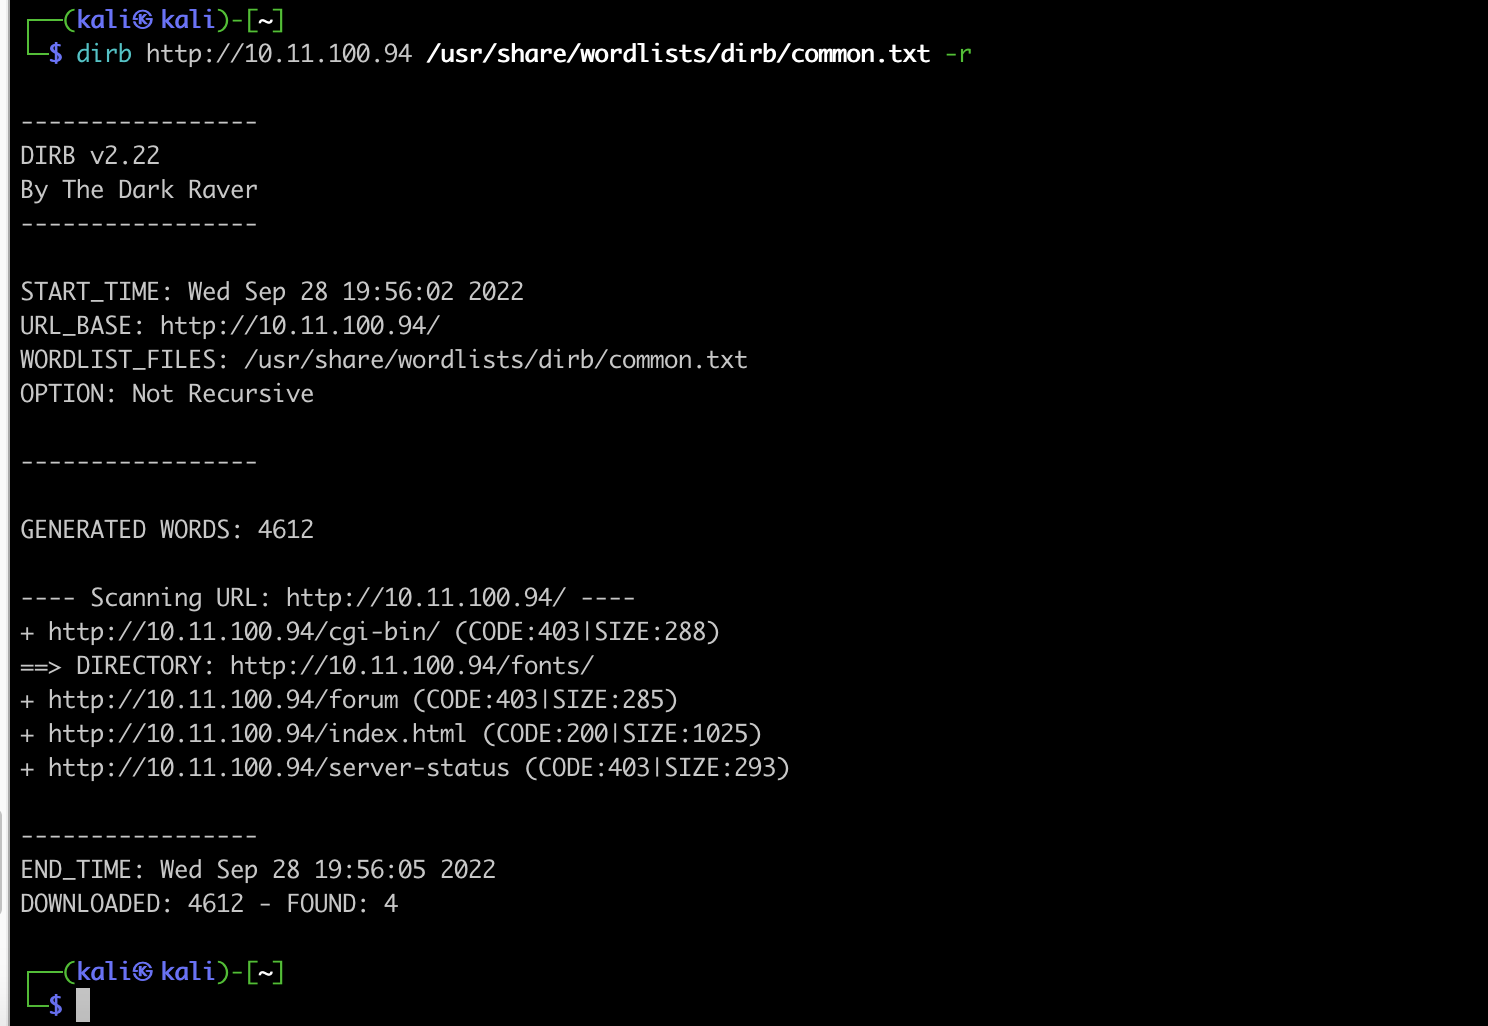 ┌──(kali㉿kali)-[~]
└─$ dirb http://10.11.100.94 /usr/share/wordlists/dirb/common.txt -r
-----------------
DIRB v2.22
By The Dark Raver
-----------------
START_TIME: Wed Sep 28 19:56:02 2022
URL_BASE: http://10.11.100.94/
WORDLIST_FILES: /usr/share/wordlists/dirb/common.txt
OPTION: Not Recursive
-----------------
GENERATED WORDS: 4612
---- Scanning URL: http://10.11.100.94/ ----
+ http://10.11.100.94/cgi-bin/ (CODE:403|SIZE:288)
==> DIRECTORY: http://10.11.100.94/fonts/
+ http://10.11.100.94/forum (CODE:403|SIZE:285)
+ http://10.11.100.94/index.html (CODE:200|SIZE:1025)
+ http://10.11.100.94/server-status (CODE:403|SIZE:293)
-----------------
END_TIME: Wed Sep 28 19:56:05 2022
DOWNLOADED: 4612 - FOUND: 4
┌──(kali㉿kali)-[~]
└─$